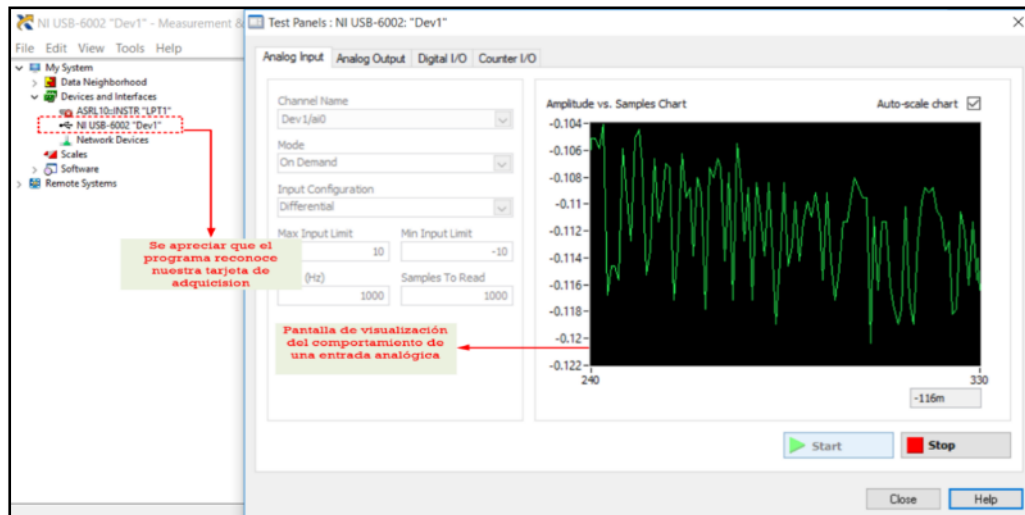 NI USB-6002 "Dev1" - Measurement &
File Edit View Tools Help
My System
Data Neighborhood
Devices and Interfaces
ASRL10::INSTR "LPT1"
NI USB-6002 "Dev1"
Network Devices
Scales
Software
Remote Systems
Se apreciar que el
programa reconoce
nuestra tarjeta de
adquicision
Test Panels : NI USB-6002: "Dev1"
Analog Input Analog Output Digital I/O Counter I/O
Channel Name
Dev1/ai0
Mode
On Demand
Input Configuration
Differential
Max Input Limit Min Input Limit
10 -10
(Hz) Samples To Read
1000 1000
Pantalla de visualización
del comportamiento de
una entrada analógica
Amplitude vs. Samples Chart Auto-scale chart
-0.104
-0.106
-0.108
-0.11
-0.112
-0.114
-0.116
-0.118
-0.12
-0.122
240 330
-116m
Start Stop
Close Help